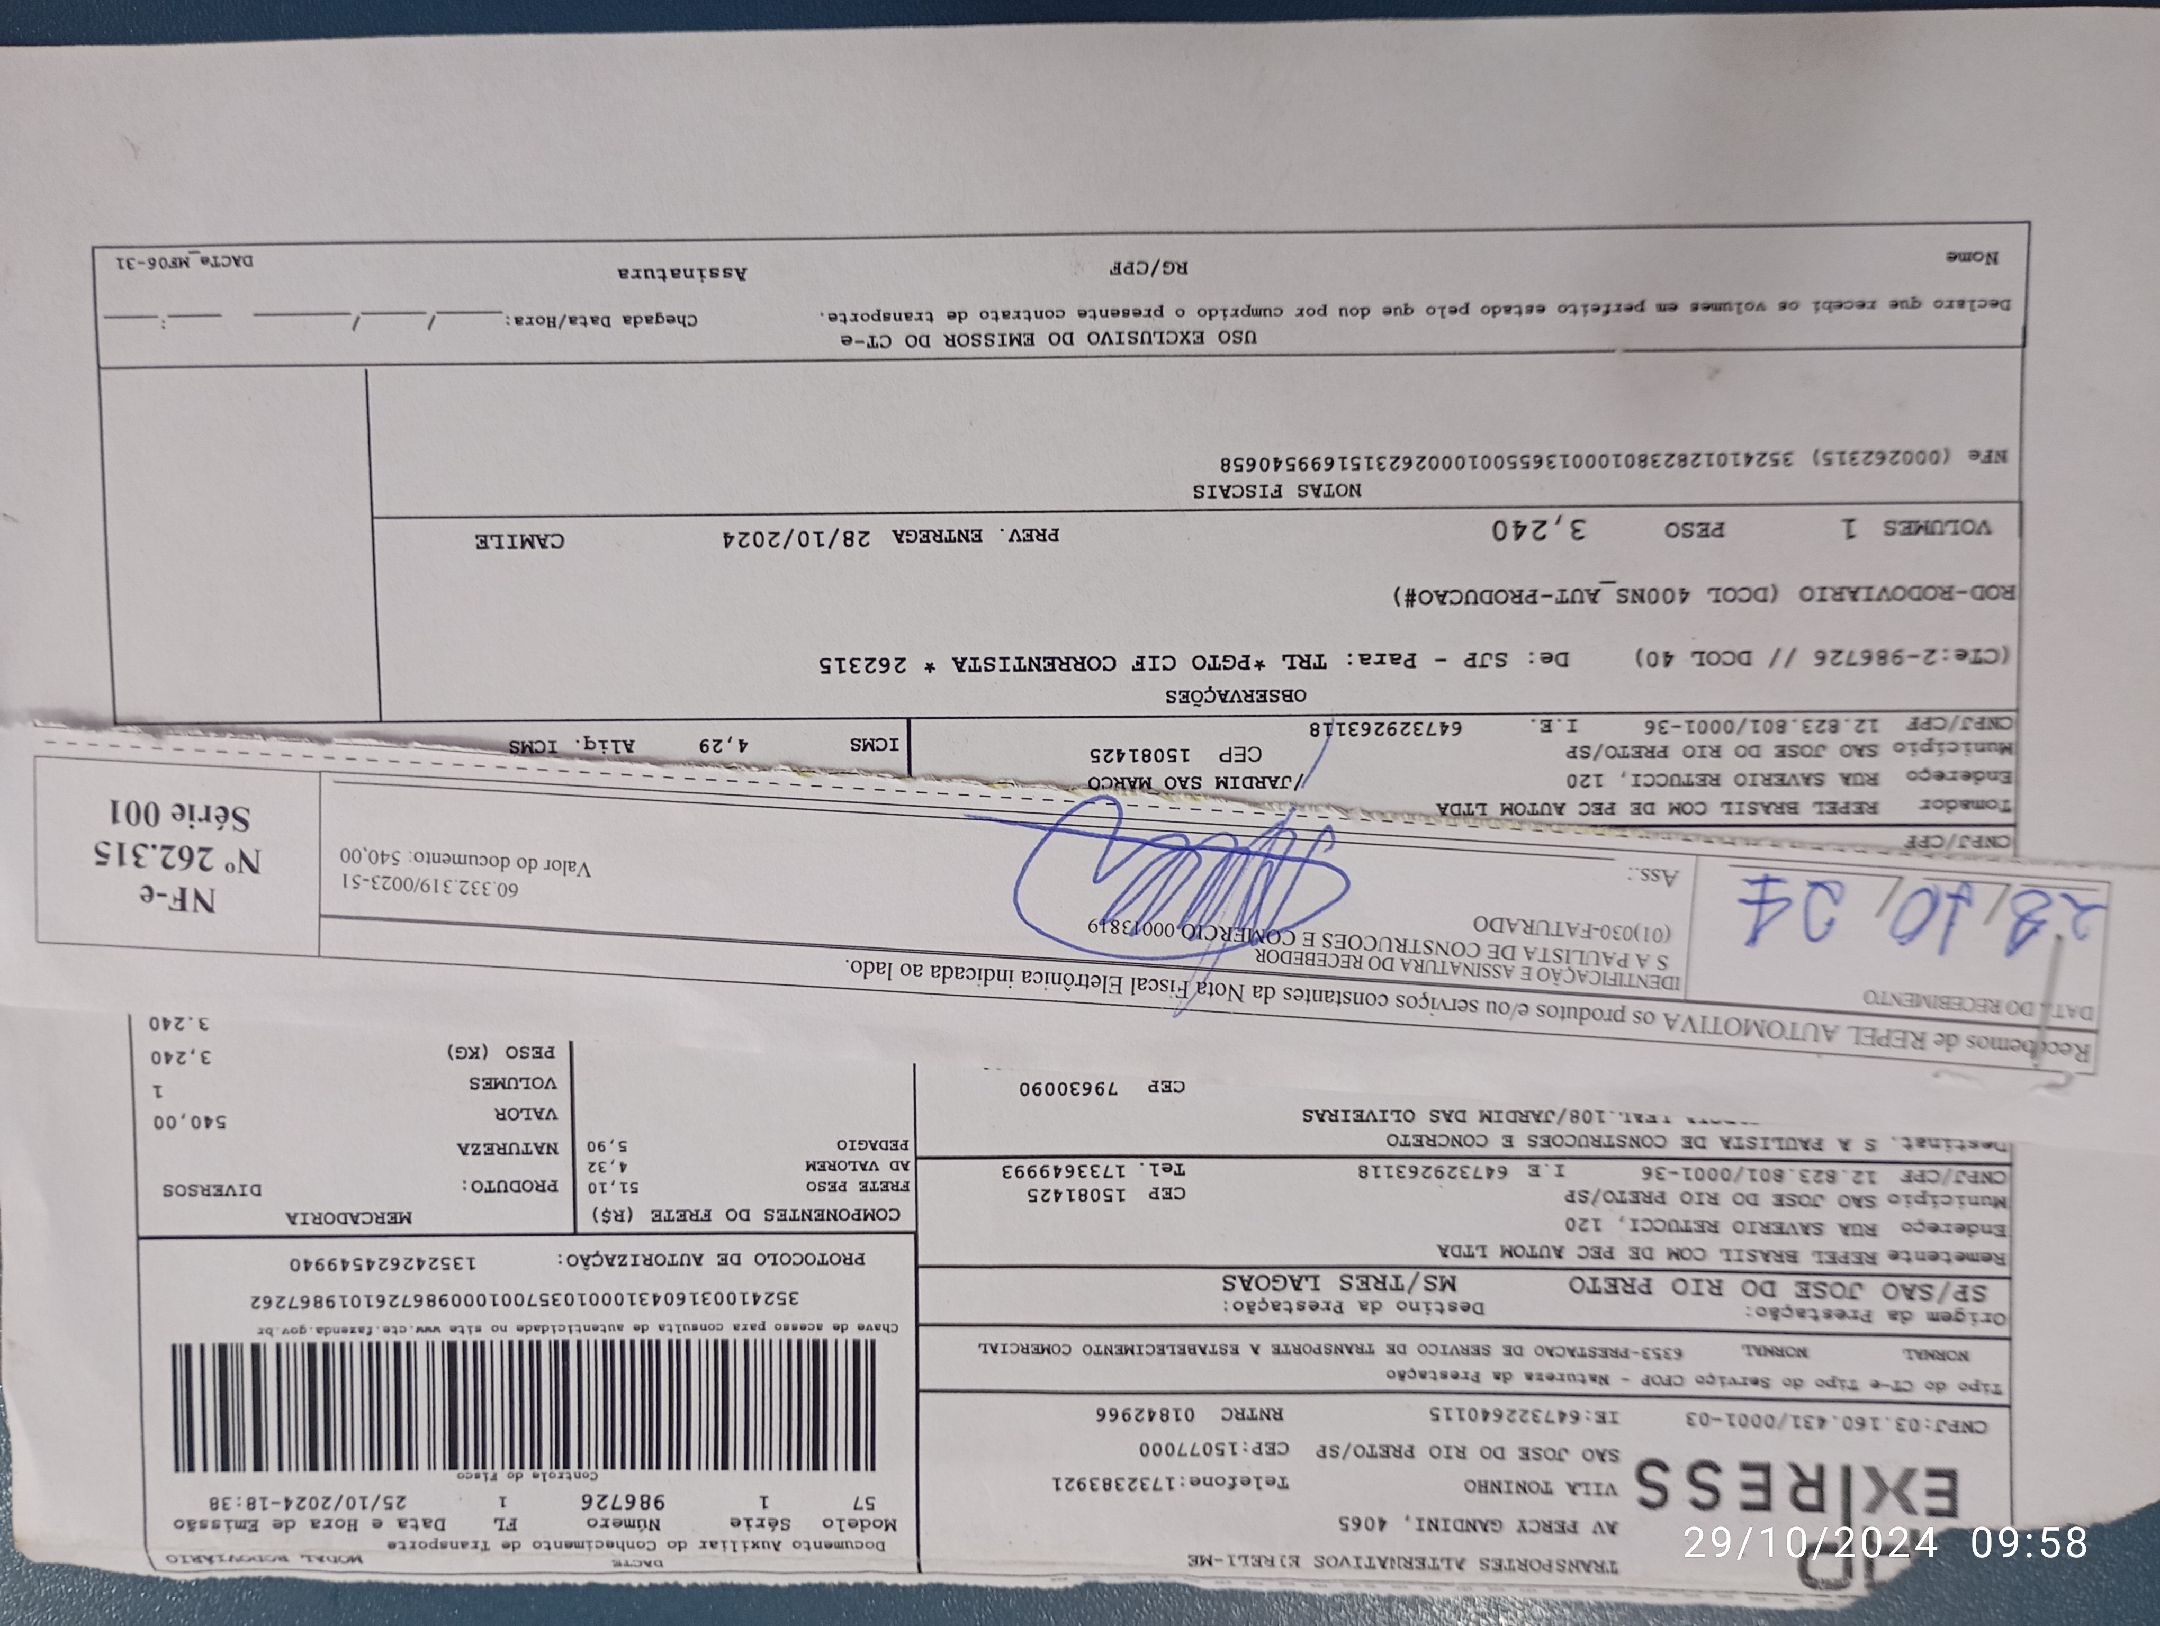 TRANSPORTES ALTERNATIVOS EIRELI-ME
AV PERCY GANDINI, 4065
VILA TONINHO Telefone:1732383921
SAO JOSE DO RIO PRETO/SP CEP:15077000
EX RESS
CNPJ:03.160.431/0001-03 IE:647322640115 RNTRC 01842966
DACTE MODAL RODOVIARIO
Documento Auxiliar do Conhecimento de Transporte
Modelo Série Número FL Data e Hora de Emissão
57 1 986726 1 25/10/2024-18:38
Controle do Fisco
Chave de acesso para consulta de autenticidade no site www.cte.fazenda.gov.br
35241003160431000103570010009867261019867262
PROTOCOLO DE AUTORIZAÇÃO: 135242624549940
Tipo do CT-e Tipo do Serviço CFOP - Natureza da Prestação
NORMAL NORMAL 6353-PRESTACAO DE SERVICO DE TRANSPORTE A ESTABELECIMENTO COMERCIAL
Origem da Prestação: Destino da Prestação:
SP/SAO JOSE DO RIO PRETO MS/TRES LAGOAS
Remetente REPEL BRASIL COM DE PEC AUTOM LTDA
Endereço RUA SAVERIO RETUCCI, 120
Município SAO JOSE DO RIO PRETO/SP CEP 15081425
CNPJ/CPF 12.823.801/0001-36 I.E 647329263118 Tel. 1733649993
Destinat. S A PAULISTA DE CONSTRUCOES E CONCRETO
108/JARDIM DAS OLIVEIRAS
CEP 79630090
COMPONENTES DO FRETE (R$)
FRETE PESO 51,10
AD VALOREM 4,32
PEDAGIO 5,90
MERCADORIA
PRODUTO: DIVERSOS
NATUREZA
VALOR 540,00
VOLUMES 1
PESO (KG) 3,240
3.240
Recebemos de REPEL AUTOMOTIVA os produtos e/ou serviços constantes da Nota Fiscal Eletrônica indicada ao lado.
DATA DO RECEBIMENTO
28/10/24
IDENTIFICAÇÃO E ASSINATURA DO RECEBEDOR
S A PAULISTA DE CONSTRUCOES E COMERCIO 00013819
(01)030-FATURADO
Ass.:
60.332.319/0023-51
Valor do documento: 540,00
NF-e
Nº 262.315
Série 001
CNPJ/CPF
Tomador REPEL BRASIL COM DE PEC AUTOM LTDA
Endereço RUA SAVERIO RETUCCI, 120 /JARDIM SAO MARCO
Município SAO JOSE DO RIO PRETO/SP CEP 15081425
CNPJ/CPF 12.823.801/0001-36 I.E. 647329263118
ICMS 4,29 Aliq. ICMS
OBSERVAÇÕES
(CTe:2-986726 // DCOL 40) De: SJP - Para: TRL *PGTO CIF CORRENTISTA * 262315
ROD-RODOVIARIO (DCOL 400NS_AUT-PRODUCAO#)
VOLUMES 1 PESO 3,240 PREV. ENTREGA 28/10/2024 CAMILE
NOTAS FISCAIS
NFe (000262315) 35241012823801000136550010002623151699540658
USO EXCLUSIVO DO EMISSOR DO CT-e
Declaro que recebi os volumes em perfeito estado pelo que dou por cumprido o presente contrato de transporte. Chegada Data/Hora:____/____/____ ___:___
Nome RG/CPF Assinatura DACTe_MF06-31
29/10/2024 09:58